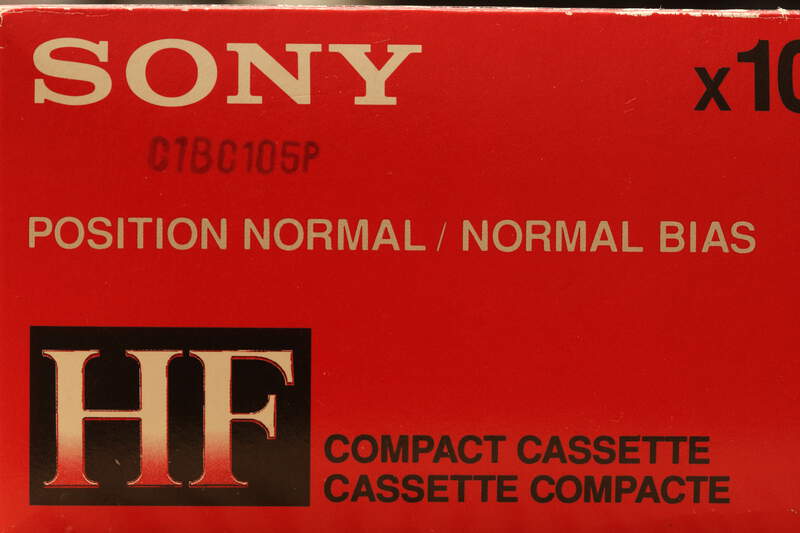 SONY
x10
C1BC105P
POSITION NORMAL / NORMAL BIAS
HF
COMPACT CASSETTE
CASSETTE COMPACTE